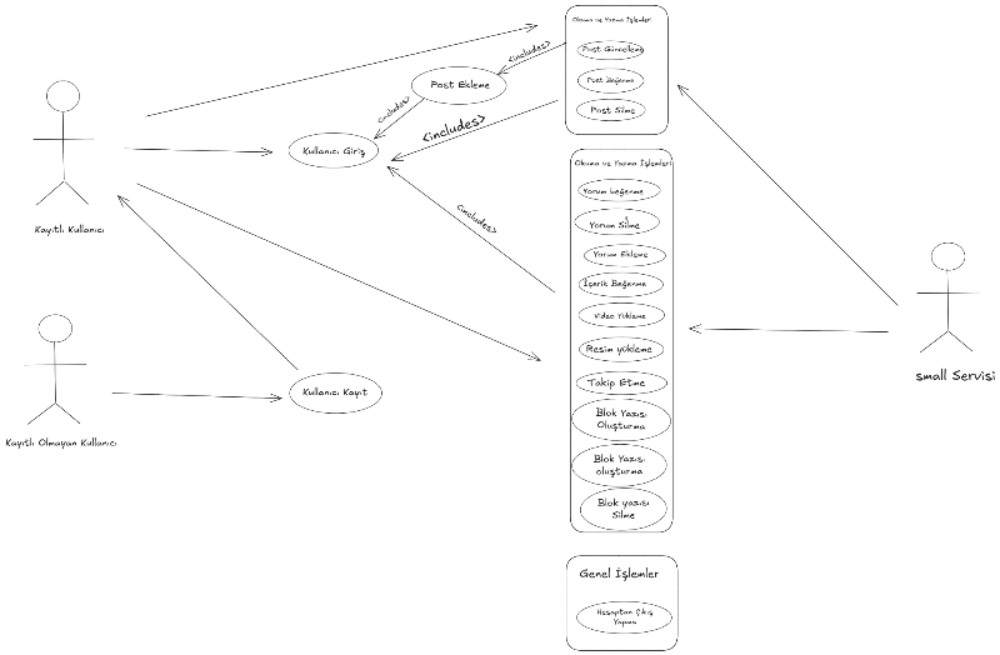 Okuma ve Yazma İşlemleri
Post Güncelleme
Post Beğenme
Post Silme
<includes>
Post Ekleme
<includes>
<includes>
Kullanıcı Giriş
<includes>
Kayıtlı Kullanıcı
Okuma ve Yazma İşlemleri
Yorum beğenme
Yorum Silme
Yorum Ekleme
İçerik Beğenme
Video Yükleme
Resim yükleme
Takip Etme
Blok Yazısı
Oluşturma
Blok Yazısı
oluşturma
Blok yazısı
Silme
small Servisi
Kullanıcı Kayıt
Kayıtlı Olmayan Kullanıcı
Genel İşlemler
Hesaptan Çıkış
Yapma